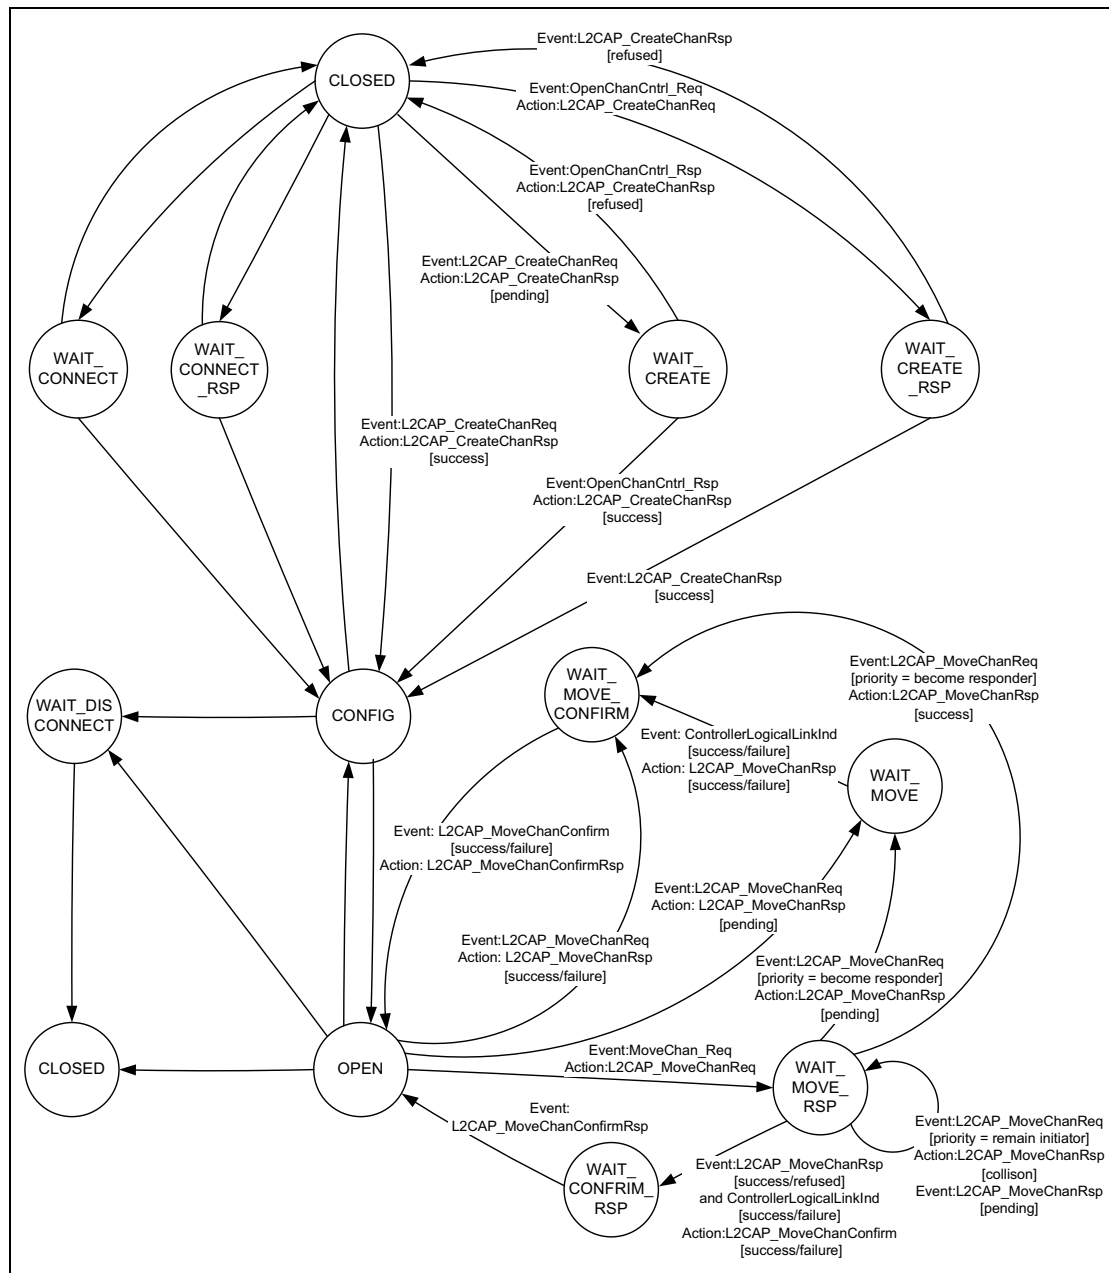 Event:L2CAP_CreateChanRsp
[refused]
CLOSED
Event:OpenChanCntrl_Req
Action:L2CAP_CreateChanReq
Event:OpenChanCntrl_Rsp
Action:L2CAP_CreateChanRsp
[refused]
Event:L2CAP_CreateChanReq
Action:L2CAP_CreateChanRsp
[pending]
WAIT_
CONNECT
WAIT_
CONNECT
_RSP
WAIT_
CREATE
WAIT_
CREATE
_RSP
Event:L2CAP_CreateChanReq
Action:L2CAP_CreateChanRsp
[success]
Event:OpenChanCntrl_Rsp
Action:L2CAP_CreateChanRsp
[success]
Event:L2CAP_CreateChanRsp
[success]
WAIT_DIS
CONNECT
CONFIG
WAIT_
MOVE_
CONFIRM
Event:L2CAP_MoveChanReq
[priority = become responder]
Action:L2CAP_MoveChanRsp
[success]
Event: ControllerLogicalLinkInd
[success/failure]
Action: L2CAP_MoveChanRsp
[success/failure]
WAIT_
MOVE
Event: L2CAP_MoveChanConfirm
[success/failure]
Action: L2CAP_MoveChanConfirmRsp
Event:L2CAP_MoveChanReq
Action: L2CAP_MoveChanRsp
[pending]
Event:L2CAP_MoveChanReq
Action: L2CAP_MoveChanRsp
[success/failure]
Event:L2CAP_MoveChanReq
[priority = become responder]
Action:L2CAP_MoveChanRsp
[pending]
CLOSED
OPEN
Event:MoveChan_Req
Action:L2CAP_MoveChanReq
WAIT_
MOVE_
RSP
Event:
L2CAP_MoveChanConfirmRsp
WAIT_
CONFRIM_
RSP
Event:L2CAP_MoveChanRsp
[success/refused]
and ControllerLogicalLinkInd
[success/failure]
Action:L2CAP_MoveChanConfirm
[success/failure]
Event:L2CAP_MoveChanReq
[priority = remain initiator]
Action:L2CAP_MoveChanRsp
[collison]
Event:L2CAP_MoveChanRsp
[pending]